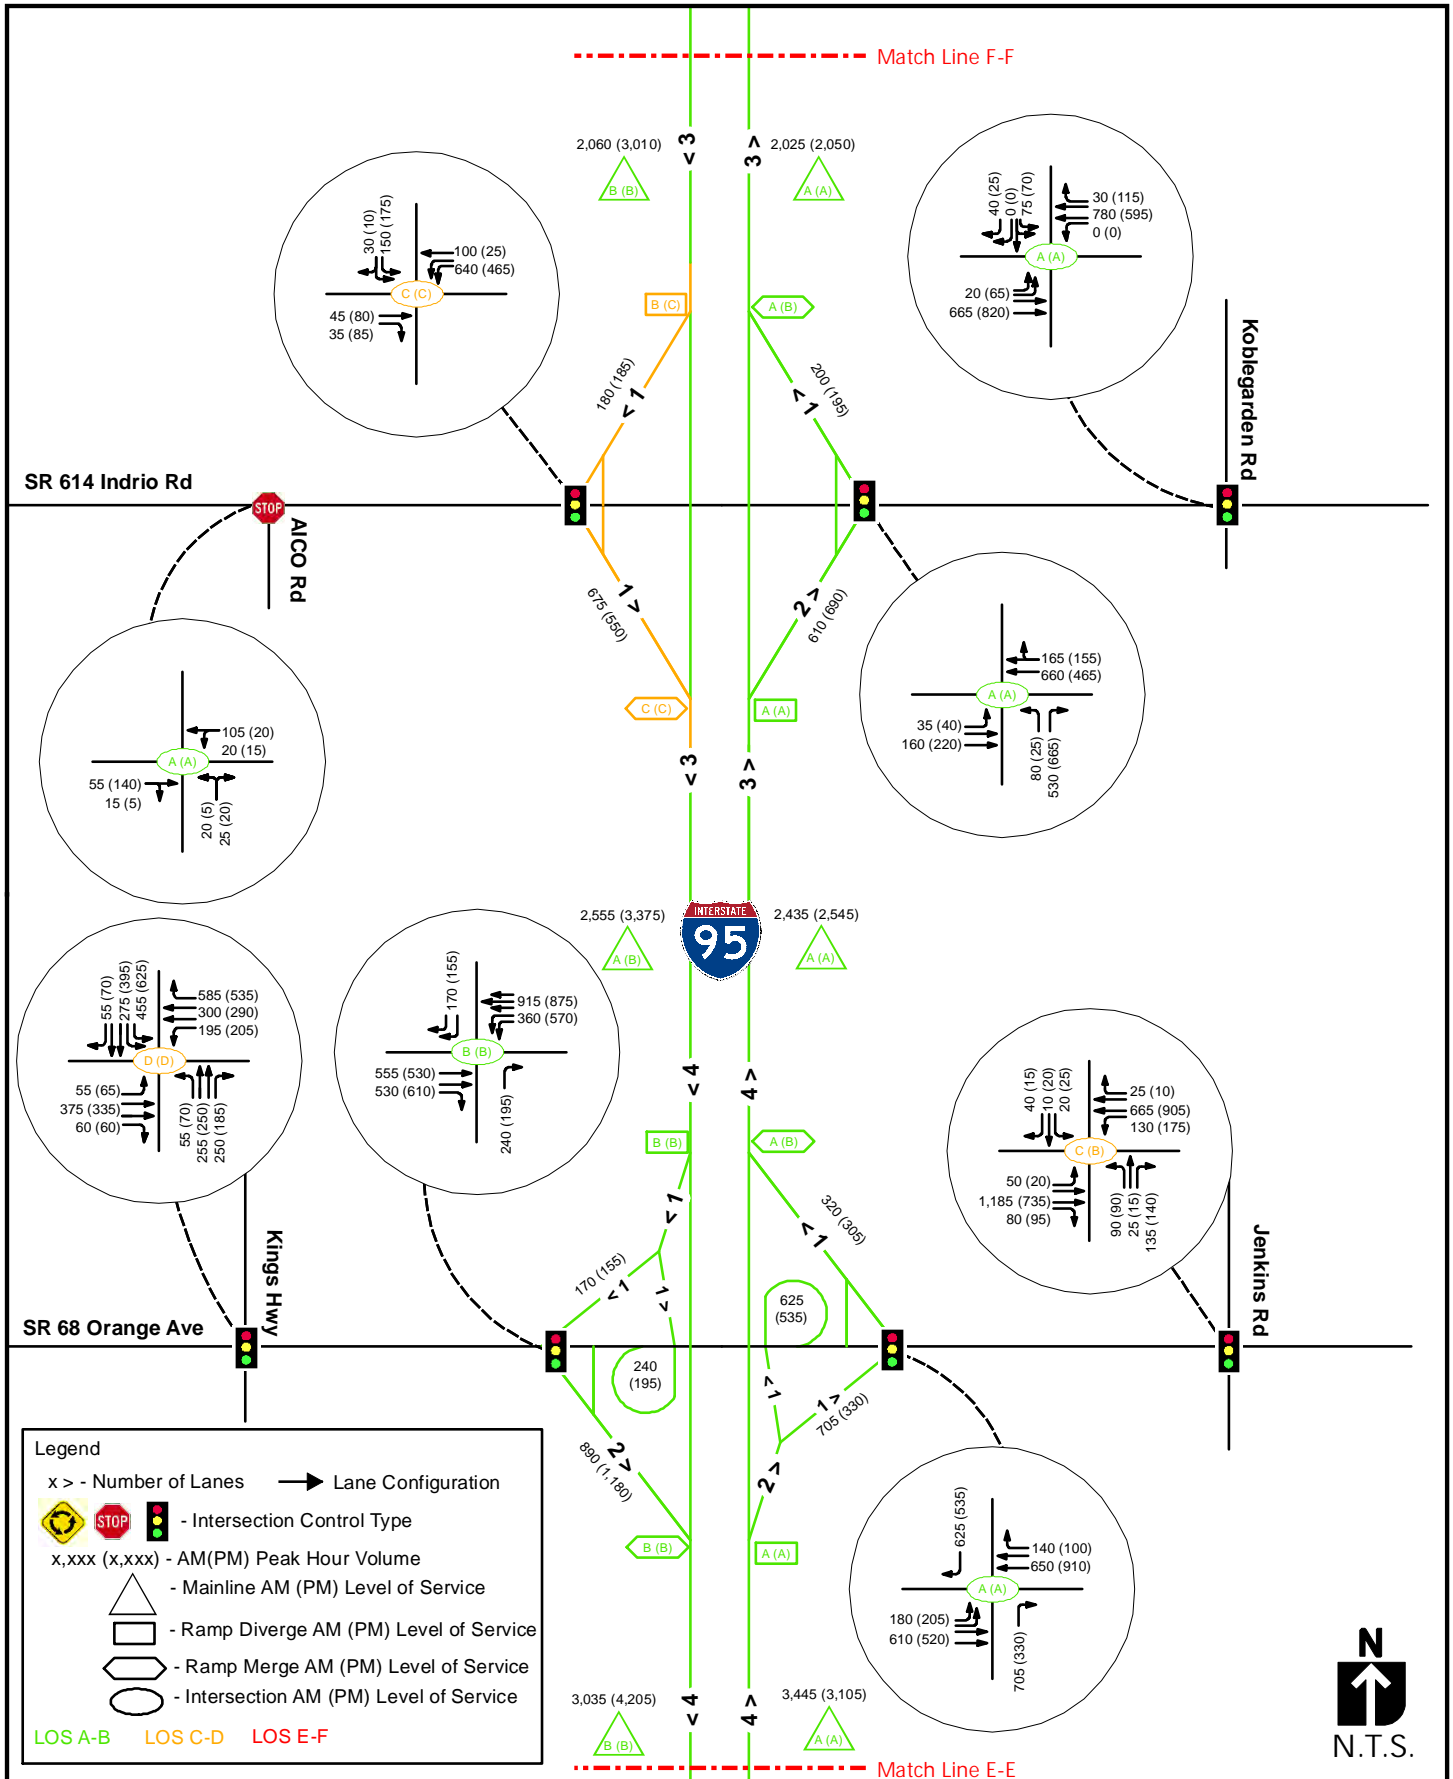 Match Line F-F
2,060 (3,010)
< 3
3 >
2,025 (2,050)
B (B)
A (A)
30 (10)
150 (175)
100 (25)
640 (465)
C (C)
45 (80)
35 (85)
40 (25)
0 (0)
75 (70)
30 (115)
780 (595)
0 (0)
A (A)
20 (65)
665 (820)
B (C)
A (B)
180 (185)
< 1
200 (195)
< 1
Koblegarden Rd
SR 614 Indrio Rd
STOP
AICO Rd
1 >
675 (550)
2 >
610 (690)
C (C)
A (A)
165 (155)
660 (465)
A (A)
35 (40)
160 (220)
80 (25)
530 (665)
105 (20)
20 (15)
A (A)
55 (140)
15 (5)
20 (5)
25 (20)
< 3
3 >
2,555 (3,375)
INTERSTATE
95
2,435 (2,545)
A (B)
A (A)
55 (70)
275 (395)
455 (625)
585 (535)
300 (290)
195 (205)
D (D)
55 (65)
375 (335)
60 (60)
55 (70)
255 (250)
250 (185)
170 (155)
915 (875)
360 (570)
B (B)
555 (530)
530 (610)
240 (195)
< 4
4 >
B (B)
A (B)
40 (15)
10 (20)
20 (25)
25 (10)
665 (905)
130 (175)
C (B)
50 (20)
1,185 (735)
80 (95)
90 (90)
25 (15)
135 (140)
< 1
320 (305)
< 1
170 (155)
< 1
1 >
625
(535)
Kings Hwy
Jenkins Rd
SR 68 Orange Ave
240
(195)
< 1
1 >
705 (330)
2 >
890 (1,180)
2 >
B (B)
A (A)
625 (535)
140 (100)
650 (910)
A (A)
180 (205)
610 (520)
705 (330)
Legend
x > - Number of Lanes
Lane Configuration
STOP
- Intersection Control Type
x,xxx (x,xxx) - AM(PM) Peak Hour Volume
- Mainline AM (PM) Level of Service
- Ramp Diverge AM (PM) Level of Service
- Ramp Merge AM (PM) Level of Service
- Intersection AM (PM) Level of Service
LOS A-B
LOS C-D
LOS E-F
3,035 (4,205)
< 4
4 >
3,445 (3,105)
B (B)
A (A)
Match Line E-E
N
N.T.S.